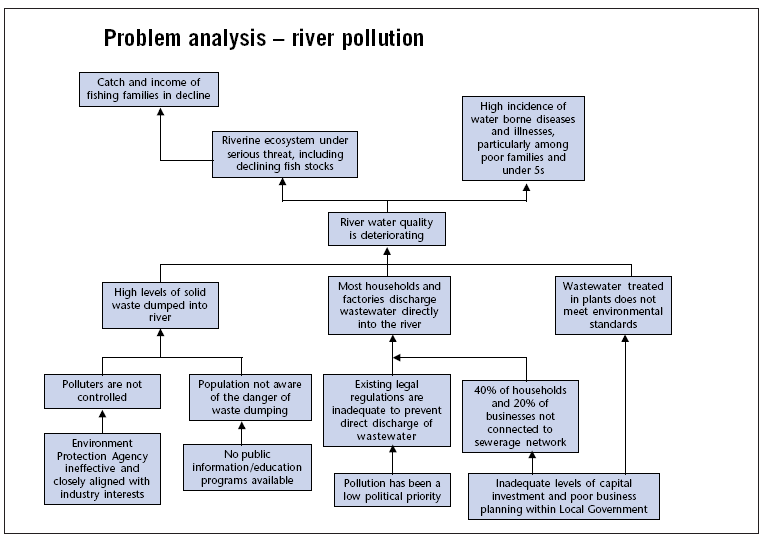 Problem analysis – river pollution
Catch and income of
fishing families in decline
High incidence of
water borne diseases
and illnesses,
particularly among
poor families and
under 5s
Riverine ecosystem under
serious threat, including
declining fish stocks
River water quality
is deteriorating
High levels of solid
waste dumped into
river
Most households and
factories discharge
wastewater directly
into the river
Wastewater treated
in plants does not
meet environmental
standards
Polluters are not
controlled
Population not aware
of the danger of
waste dumping
Existing legal
regulations are
inadequate to prevent
direct discharge of
wastewater
40% of households
and 20% of
businesses not
connected to
sewerage network
Environment
Protection Agency
ineffective and
closely aligned with
industry interests
No public
information/education
programs available
Pollution has been a
low political priority
Inadequate levels of capital
investment and poor business
planning within Local Government